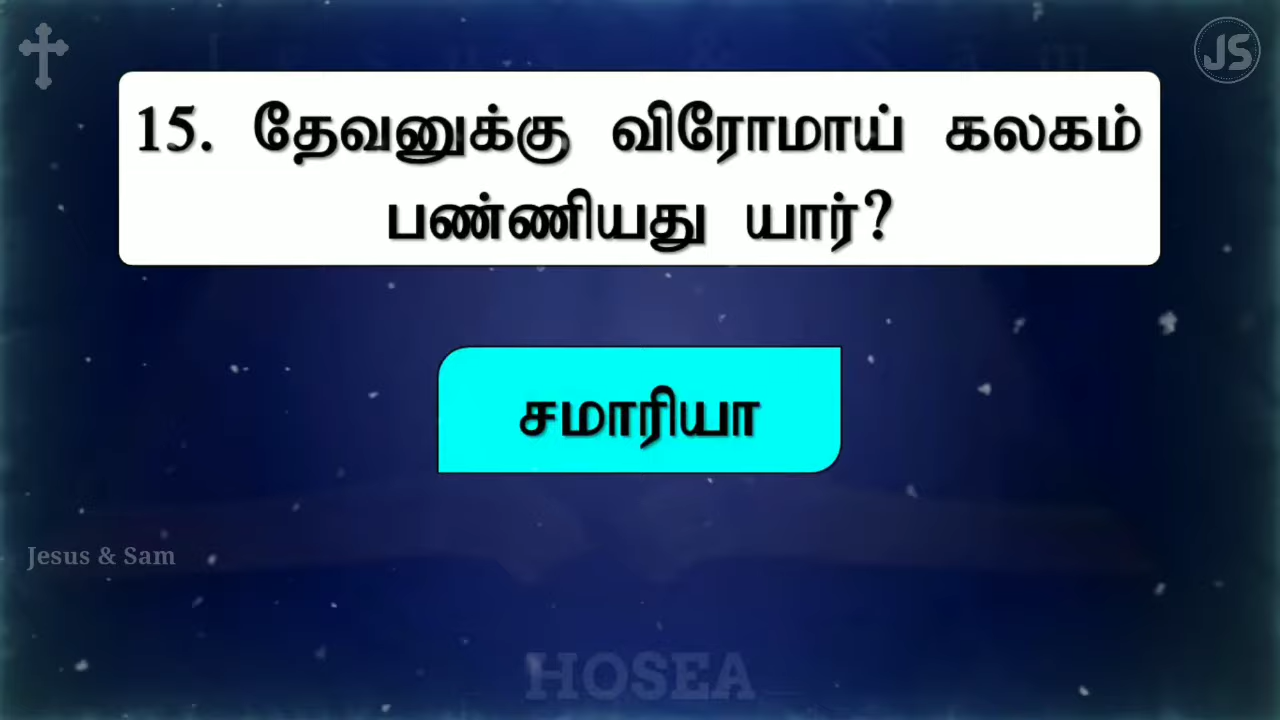 JS
15. தேவனுக்கு விரோமாய் கலகம்
பண்ணியது யார்?
சமாரியா
Jesus & Sam
HOSEA